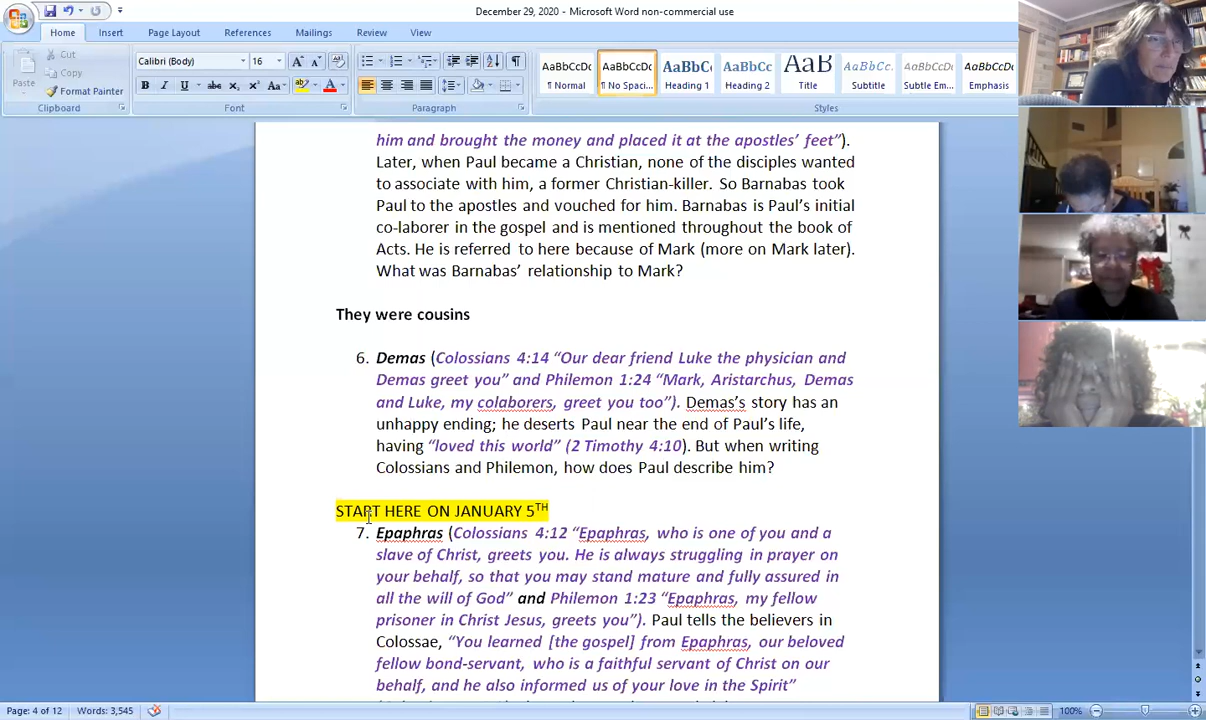 December 29, 2020 - Microsoft Word non-commercial use
Home Insert Page Layout References Mailings Review View
Cut
Copy
Paste
Format Painter
Calibri (Body) 16
AaBbCcDc AaBbCcDc AaBbC AaBbCc AaB AaBbCcI AaBbCcDc AaBbCcDc
¶ Normal ¶ No Spaci... Heading 1 Heading 2 Title Subtitle Subtle Em... Emphasis
Clipboard Font Paragraph Styles
him and brought the money and placed it at the apostles’ feet”).
Later, when Paul became a Christian, none of the disciples wanted
to associate with him, a former Christian-killer. So Barnabas took
Paul to the apostles and vouched for him. Barnabas is Paul’s initial
co-laborer in the gospel and is mentioned throughout the book of
Acts. He is referred to here because of Mark (more on Mark later).
What was Barnabas’ relationship to Mark?
They were cousins
6. Demas (Colossians 4:14 “Our dear friend Luke the physician and
Demas greet you” and Philemon 1:24 “Mark, Aristarchus, Demas
and Luke, my colaborers, greet you too”). Demas’s story has an
unhappy ending; he deserts Paul near the end of Paul’s life,
having “loved this world” (2 Timothy 4:10). But when writing
Colossians and Philemon, how does Paul describe him?
START HERE ON JANUARY 5TH
7. Epaphras (Colossians 4:12 “Epaphras, who is one of you and a
slave of Christ, greets you. He is always struggling in prayer on
your behalf, so that you may stand mature and fully assured in
all the will of God” and Philemon 1:23 “Epaphras, my fellow
prisoner in Christ Jesus, greets you”). Paul tells the believers in
Colossae, “You learned [the gospel] from Epaphras, our beloved
fellow bond-servant, who is a faithful servant of Christ on our
behalf, and he also informed us of your love in the Spirit”
Page: 4 of 12 Words: 3,545 100%